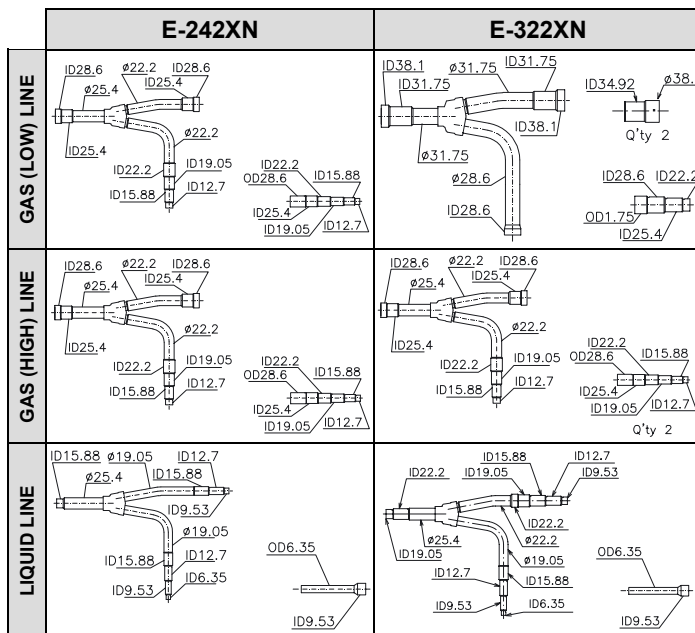 E-242XN
E-322XN
GAS (LOW) LINE
ID28.6
ø25.4
ø22.2
ID25.4
ID28.6
ID25.4
ø22.2
ID22.2
ID19.05
ID15.88
ID12.7
ID22.2
OD28.6
ID15.88
ID25.4
ID19.05
ID12.7
ID38.1
ID31.75
ø31.75
ID31.75
ID38.1
ø31.75
ø28.6
ID28.6
ID34.92
ø38.
Q'ty 2
ID28.6
ID22.2
OD1.75
ID25.4
GAS (HIGH) LINE
ID28.6
ø25.4
ø22.2
ID25.4
ID28.6
ID25.4
ø22.2
ID22.2
ID19.05
ID15.88
ID12.7
ID22.2
OD28.6
ID15.88
ID25.4
ID19.05
ID12.7
ID28.6
ø25.4
ø22.2
ID25.4
ID28.6
ID25.4
ø22.2
ID22.2
ID19.05
ID15.88
ID12.7
ID22.2
OD28.6
ID15.88
ID25.4
ID19.05
ID12.7
Q'ty 2
LIQUID LINE
ID15.88
ø25.4
ø19.05
ID15.88
ID12.7
ID9.53
ø19.05
ID15.88
ID12.7
ID9.53
ID6.35
OD6.35
ID9.53
ID22.2
ID19.05
ID15.88
ID12.7
ID9.53
ID22.2
ø22.2
ø25.4
ID19.05
ø19.05
ID12.7
ID15.88
ID9.53
ID6.35
OD6.35
ID9.53